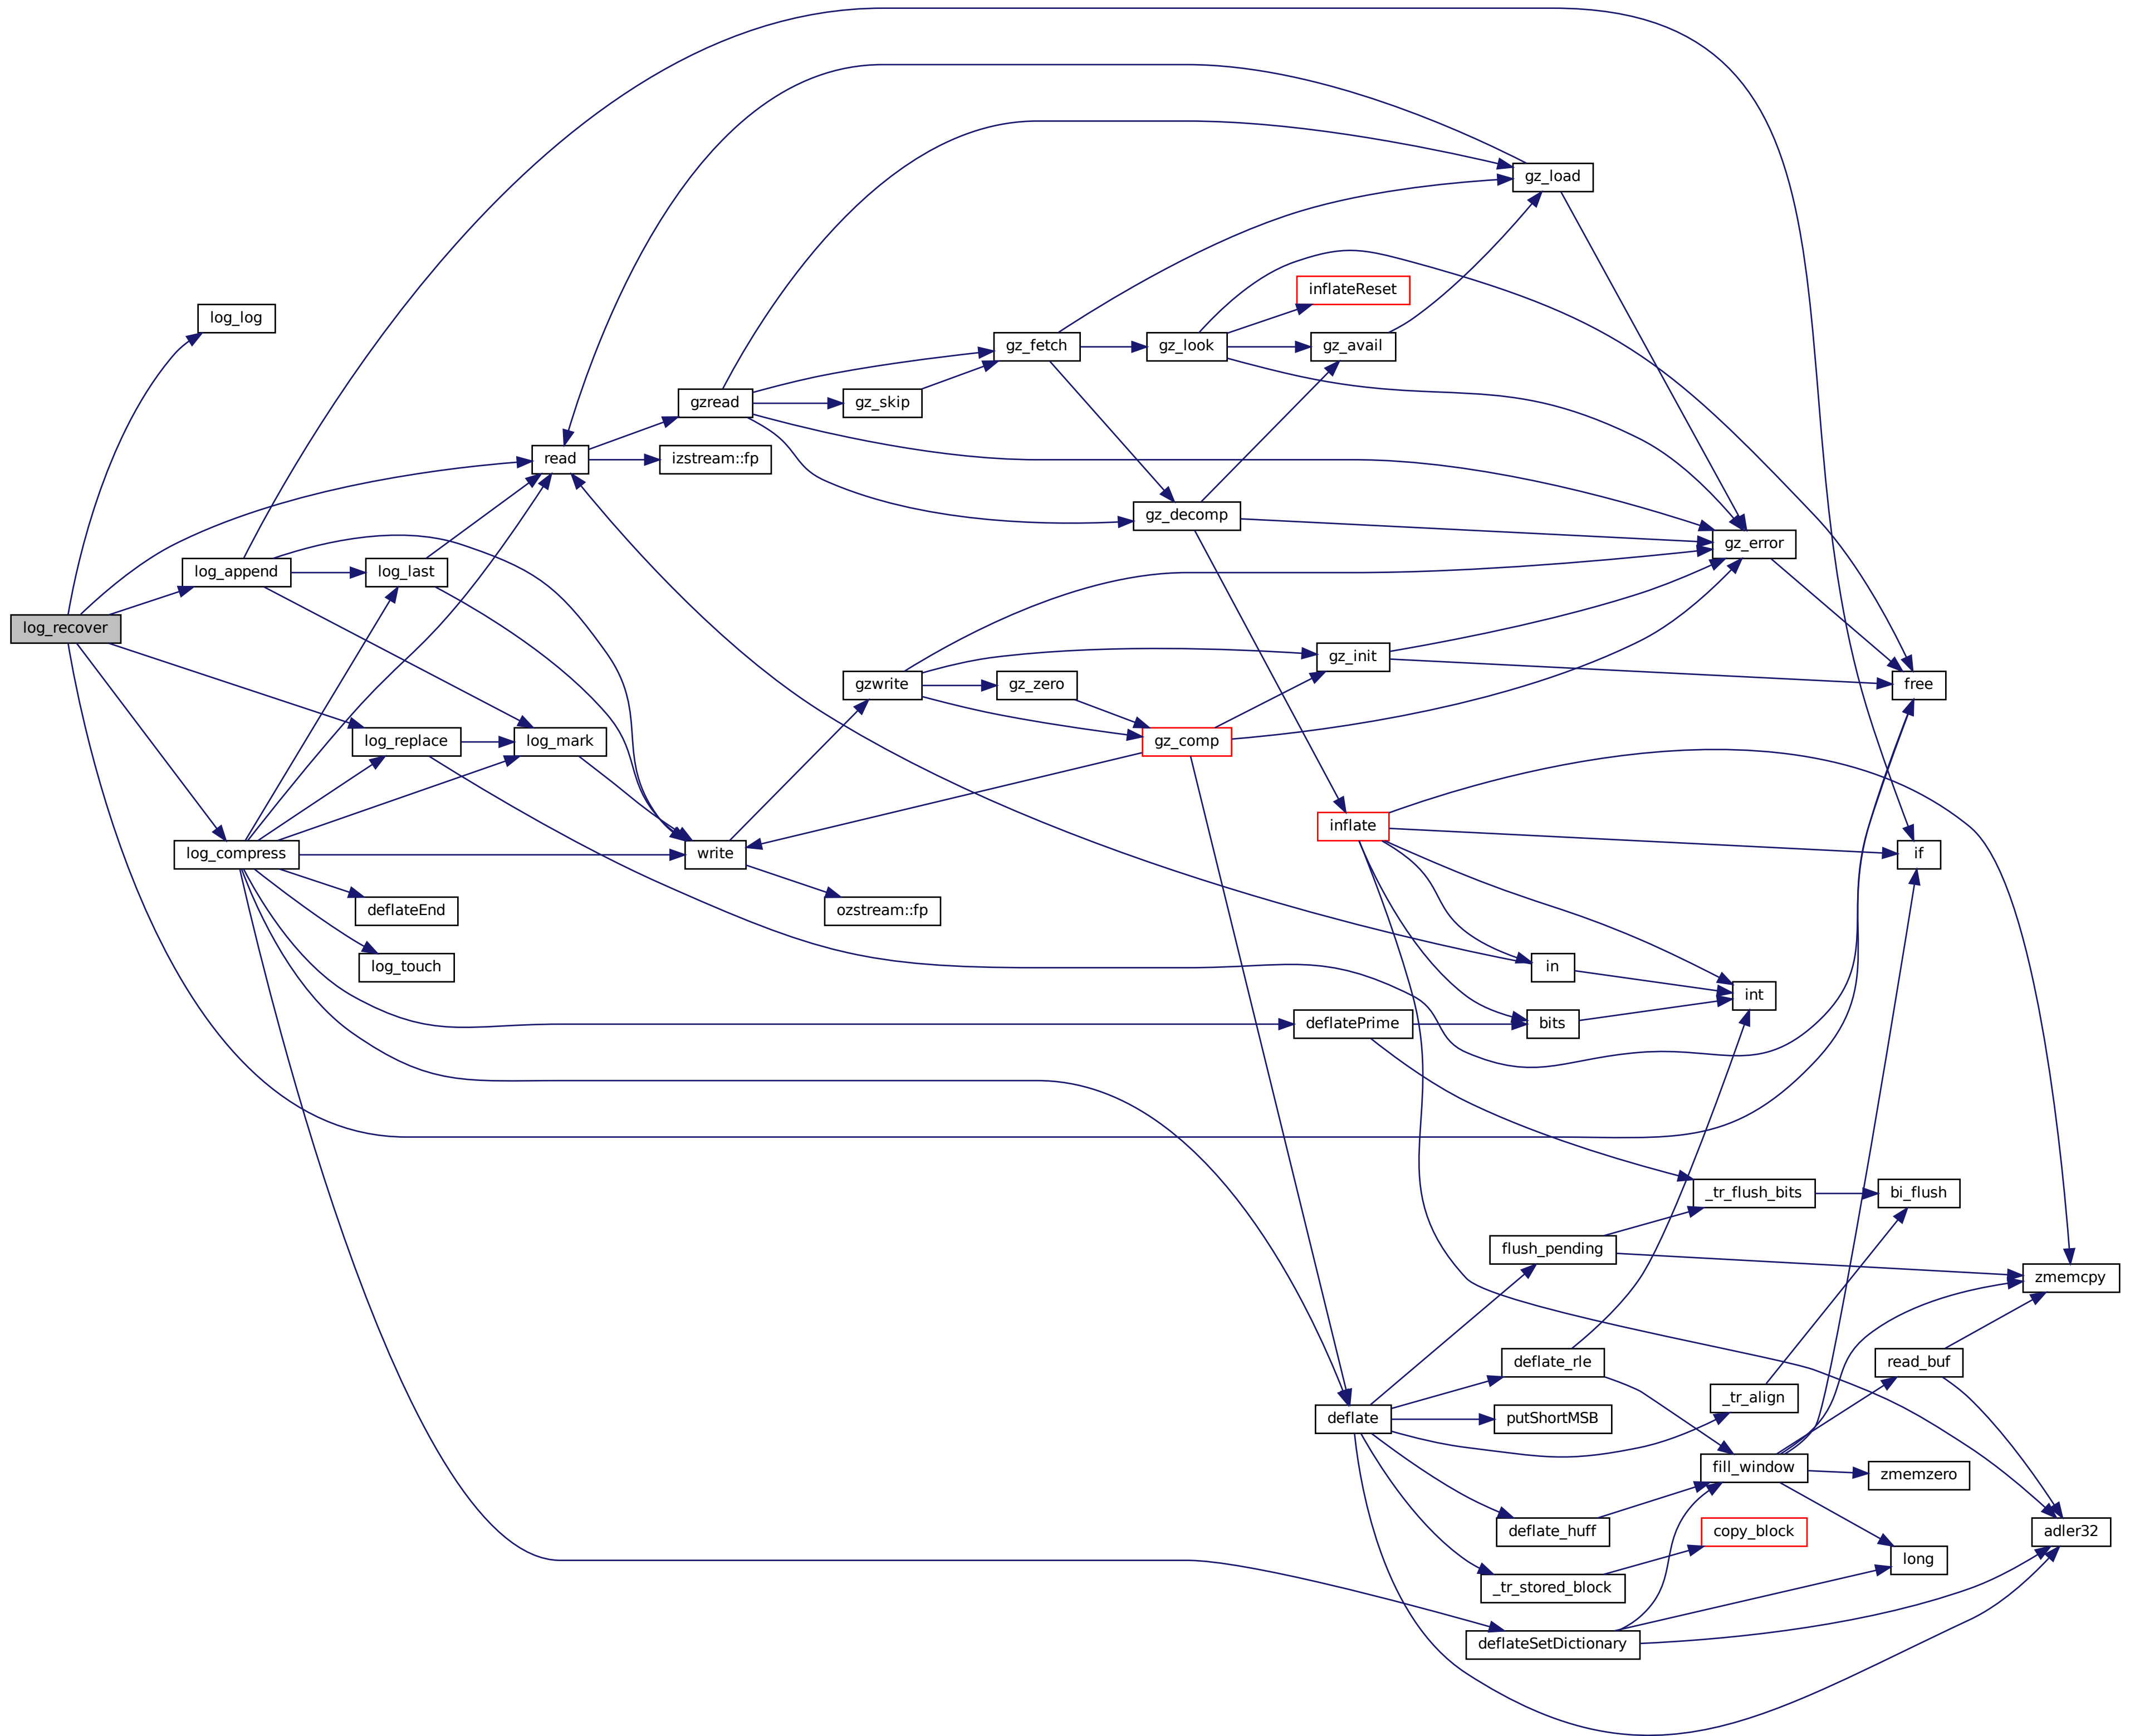 log_recover
log_log
log_append
log_compress
log_last
log_replace
deflateEnd
log_touch
read
log_mark
gzread
izstream::fp
write
gz_skip
gzwrite
ozstream::fp
gz_fetch
gz_zero
gz_look
gz_decomp
gz_comp
inflateReset
gz_avail
gz_init
inflate
deflatePrime
deflate
gz_load
in
bits
flush_pending
deflate_rle
putShortMSB
deflate_huff
_tr_stored_block
deflateSetDictionary
gz_error
int
_tr_flush_bits
_tr_align
fill_window
copy_block
free
if
bi_flush
read_buf
zmemzero
long
zmemcpy
adler32